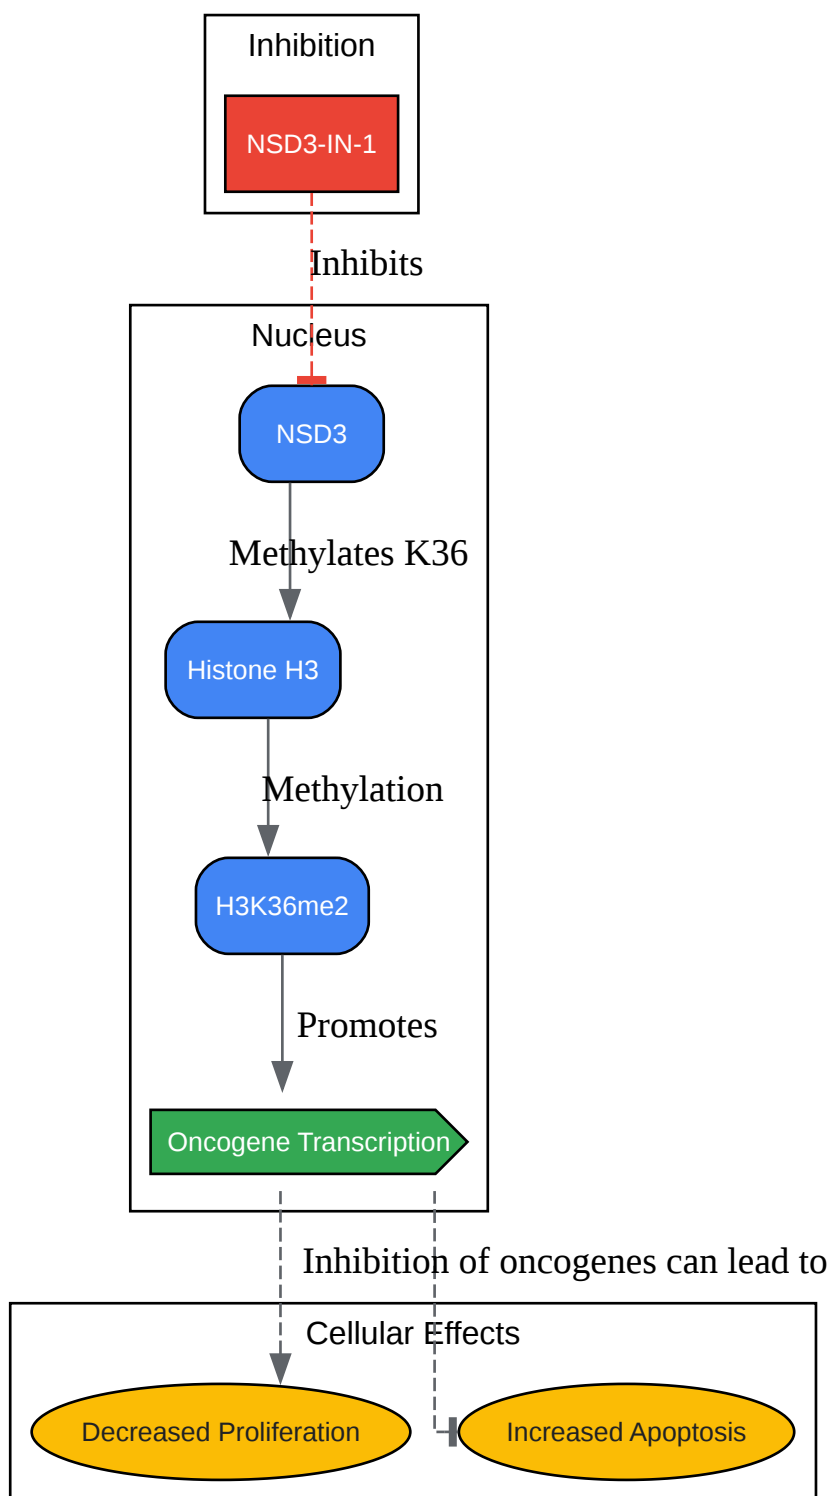 Inhibition
NSD3-IN-1
Inhibits
Nucleus
NSD3
Methylates K36
Histone H3
Methylation
H3K36me2
Promotes
Oncogene Transcription
Inhibition of oncogenes can lead to
Cellular Effects
Decreased Proliferation
Increased Apoptosis